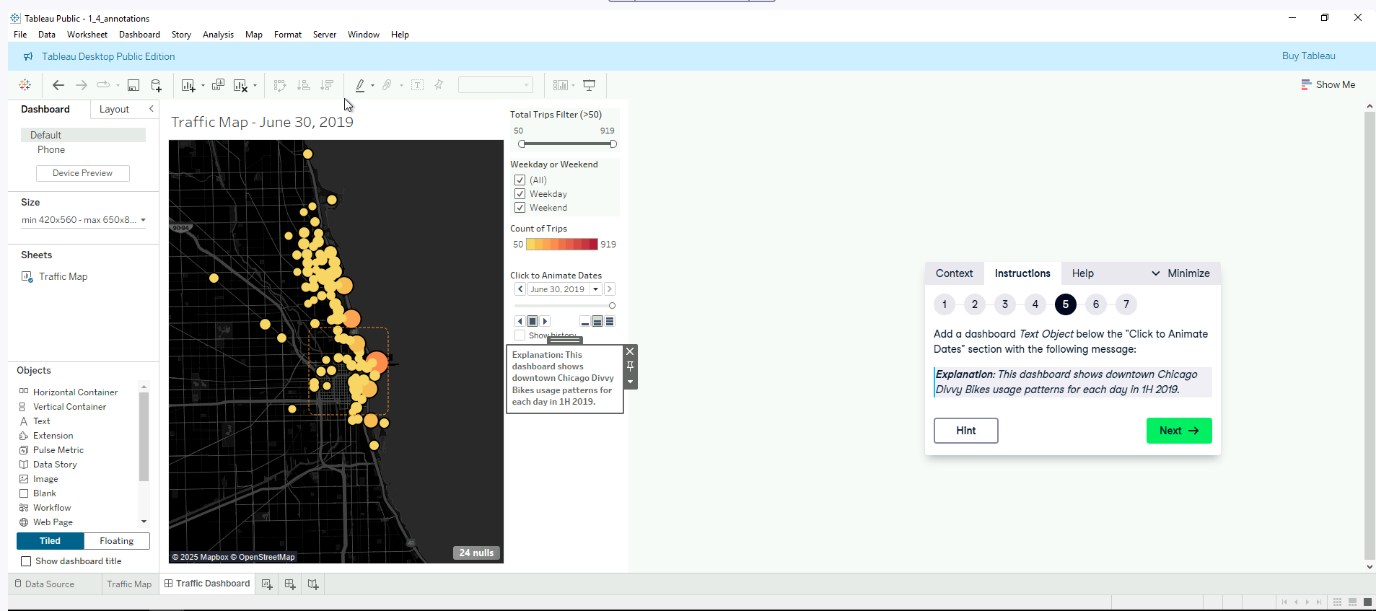 Tableau Public - 1_4_annotations
File Data Worksheet Dashboard Story Analysis Map Format Server Window Help
Tableau Desktop Public Edition
Buy Tableau
Show Me
Dashboard
Layout
Default
Phone
Device Preview
Size
min 420x560 - max 650x8...
Sheets
Traffic Map
Objects
Horizontal Container
Vertical Container
Text
Extension
Pulse Metric
Data Story
Image
Blank
Workflow
Web Page
Tiled
Floating
Show dashboard title
Traffic Map - June 30, 2019
© 2025 Mapbox © OpenStreetMap
24 nulls
Total Trips Filter (>50)
50
919
Weekday or Weekend
(All)
Weekday
Weekend
Count of Trips
50
919
Click to Animate Dates
June 30, 2019
Show history
Explanation: This
dashboard shows
downtown Chicago Divvy
Bikes usage patterns for
each day in 1H 2019.
Context
Instructions
Help
Minimize
1 2 3 4 5 6 7
Add a dashboard Text Object below the "Click to Animate
Dates" section with the following message:
Explanation: This dashboard shows downtown Chicago
Divvy Bikes usage patterns for each day in 1H 2019.
Hint
Next
Data Source
Traffic Map
Traffic Dashboard